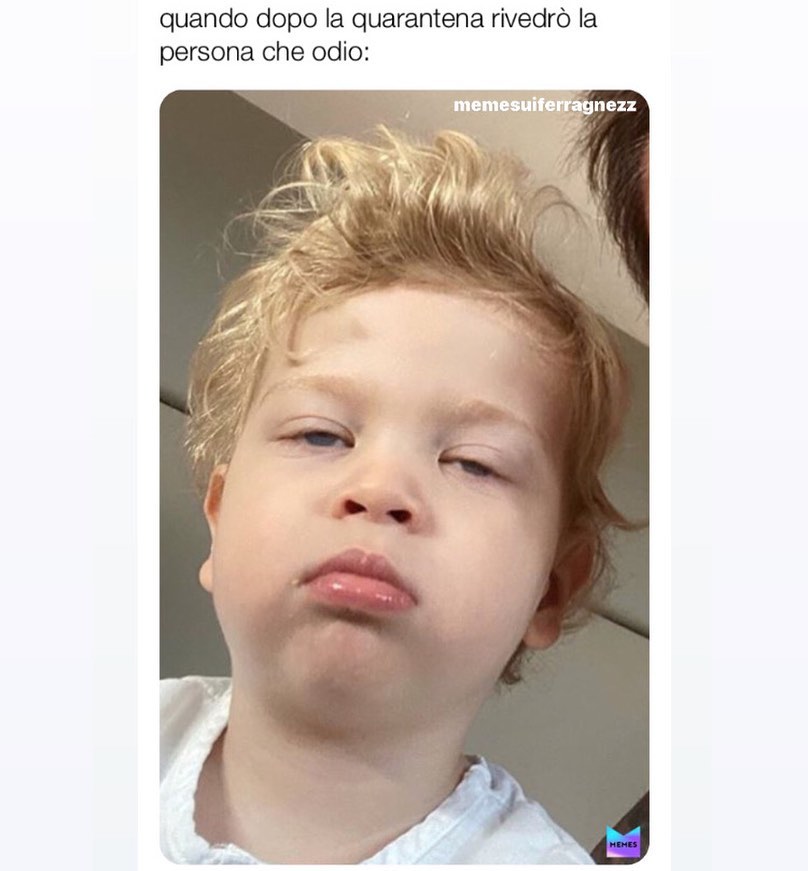 quando dopo la quarantena rivedrò la
persona che odio:
memesuiferragnezz
MEMES